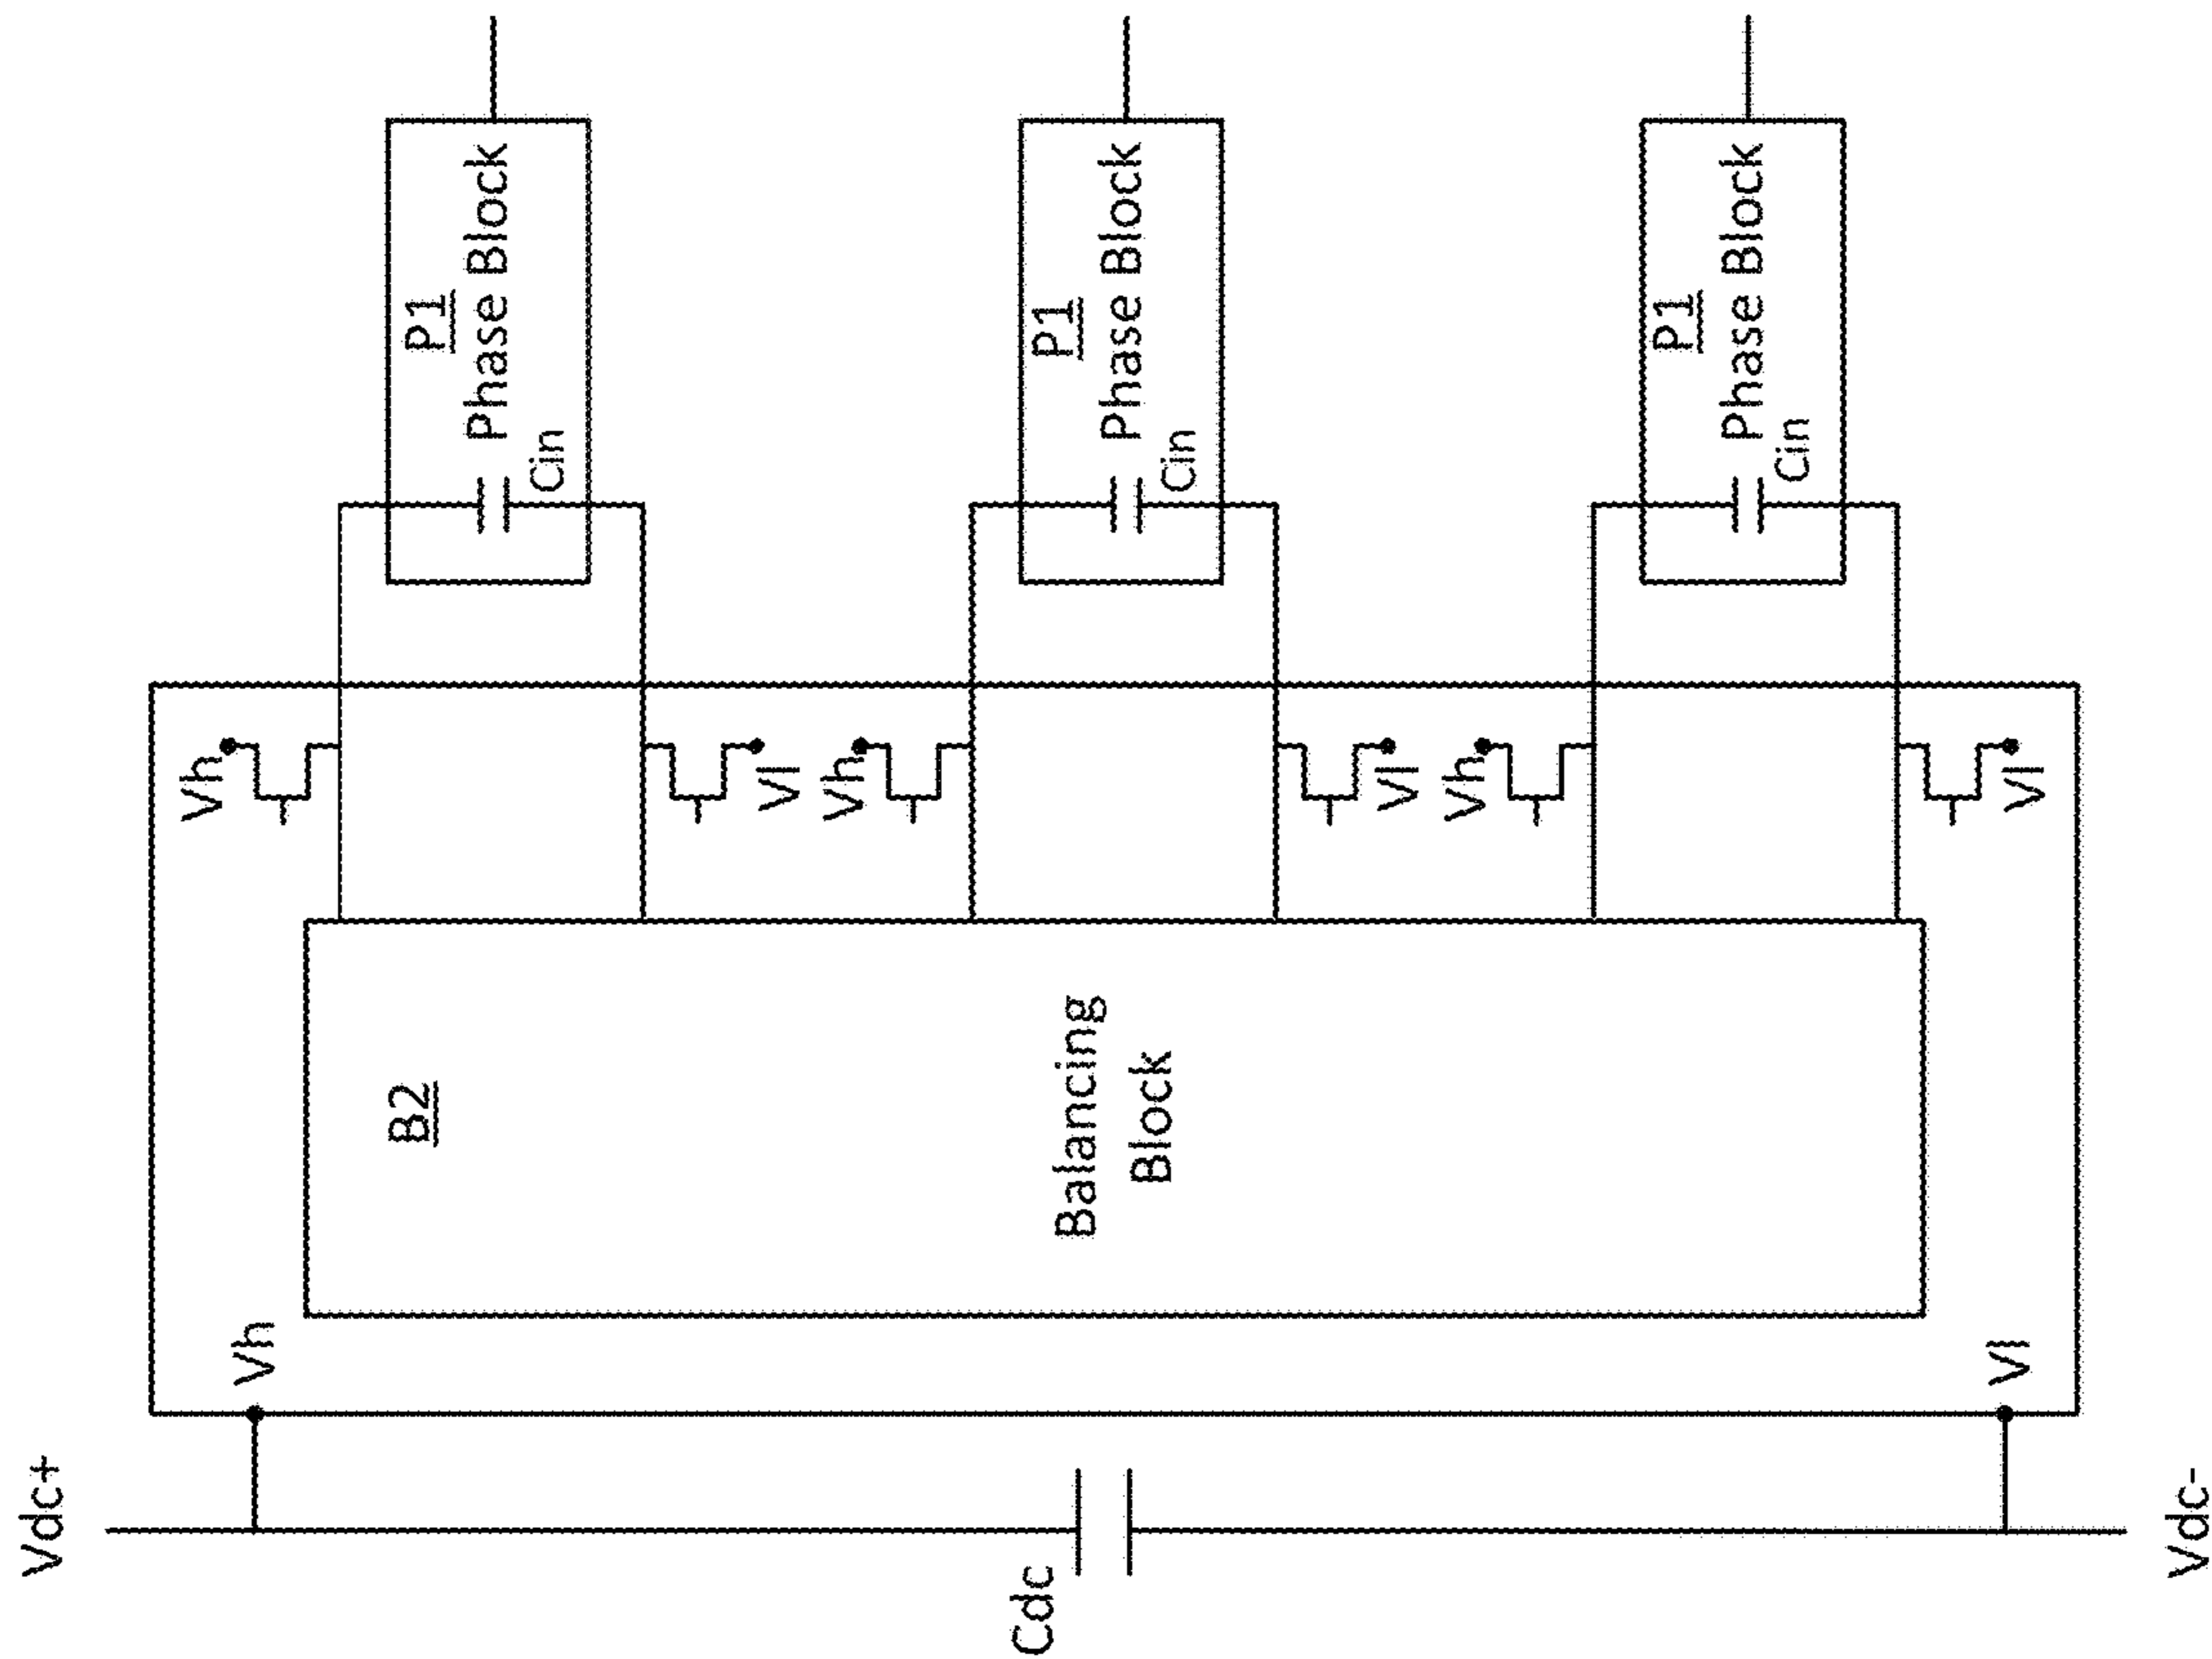 Vdc+
Cdc
Vdc-
Vh
Vl
B2
Balancing
Block
Vh
Vl
Vh
Vl
Vh
Vl
P1
Phase Block
Cin
P1
Phase Block
Cin
P1
Phase Block
Cin